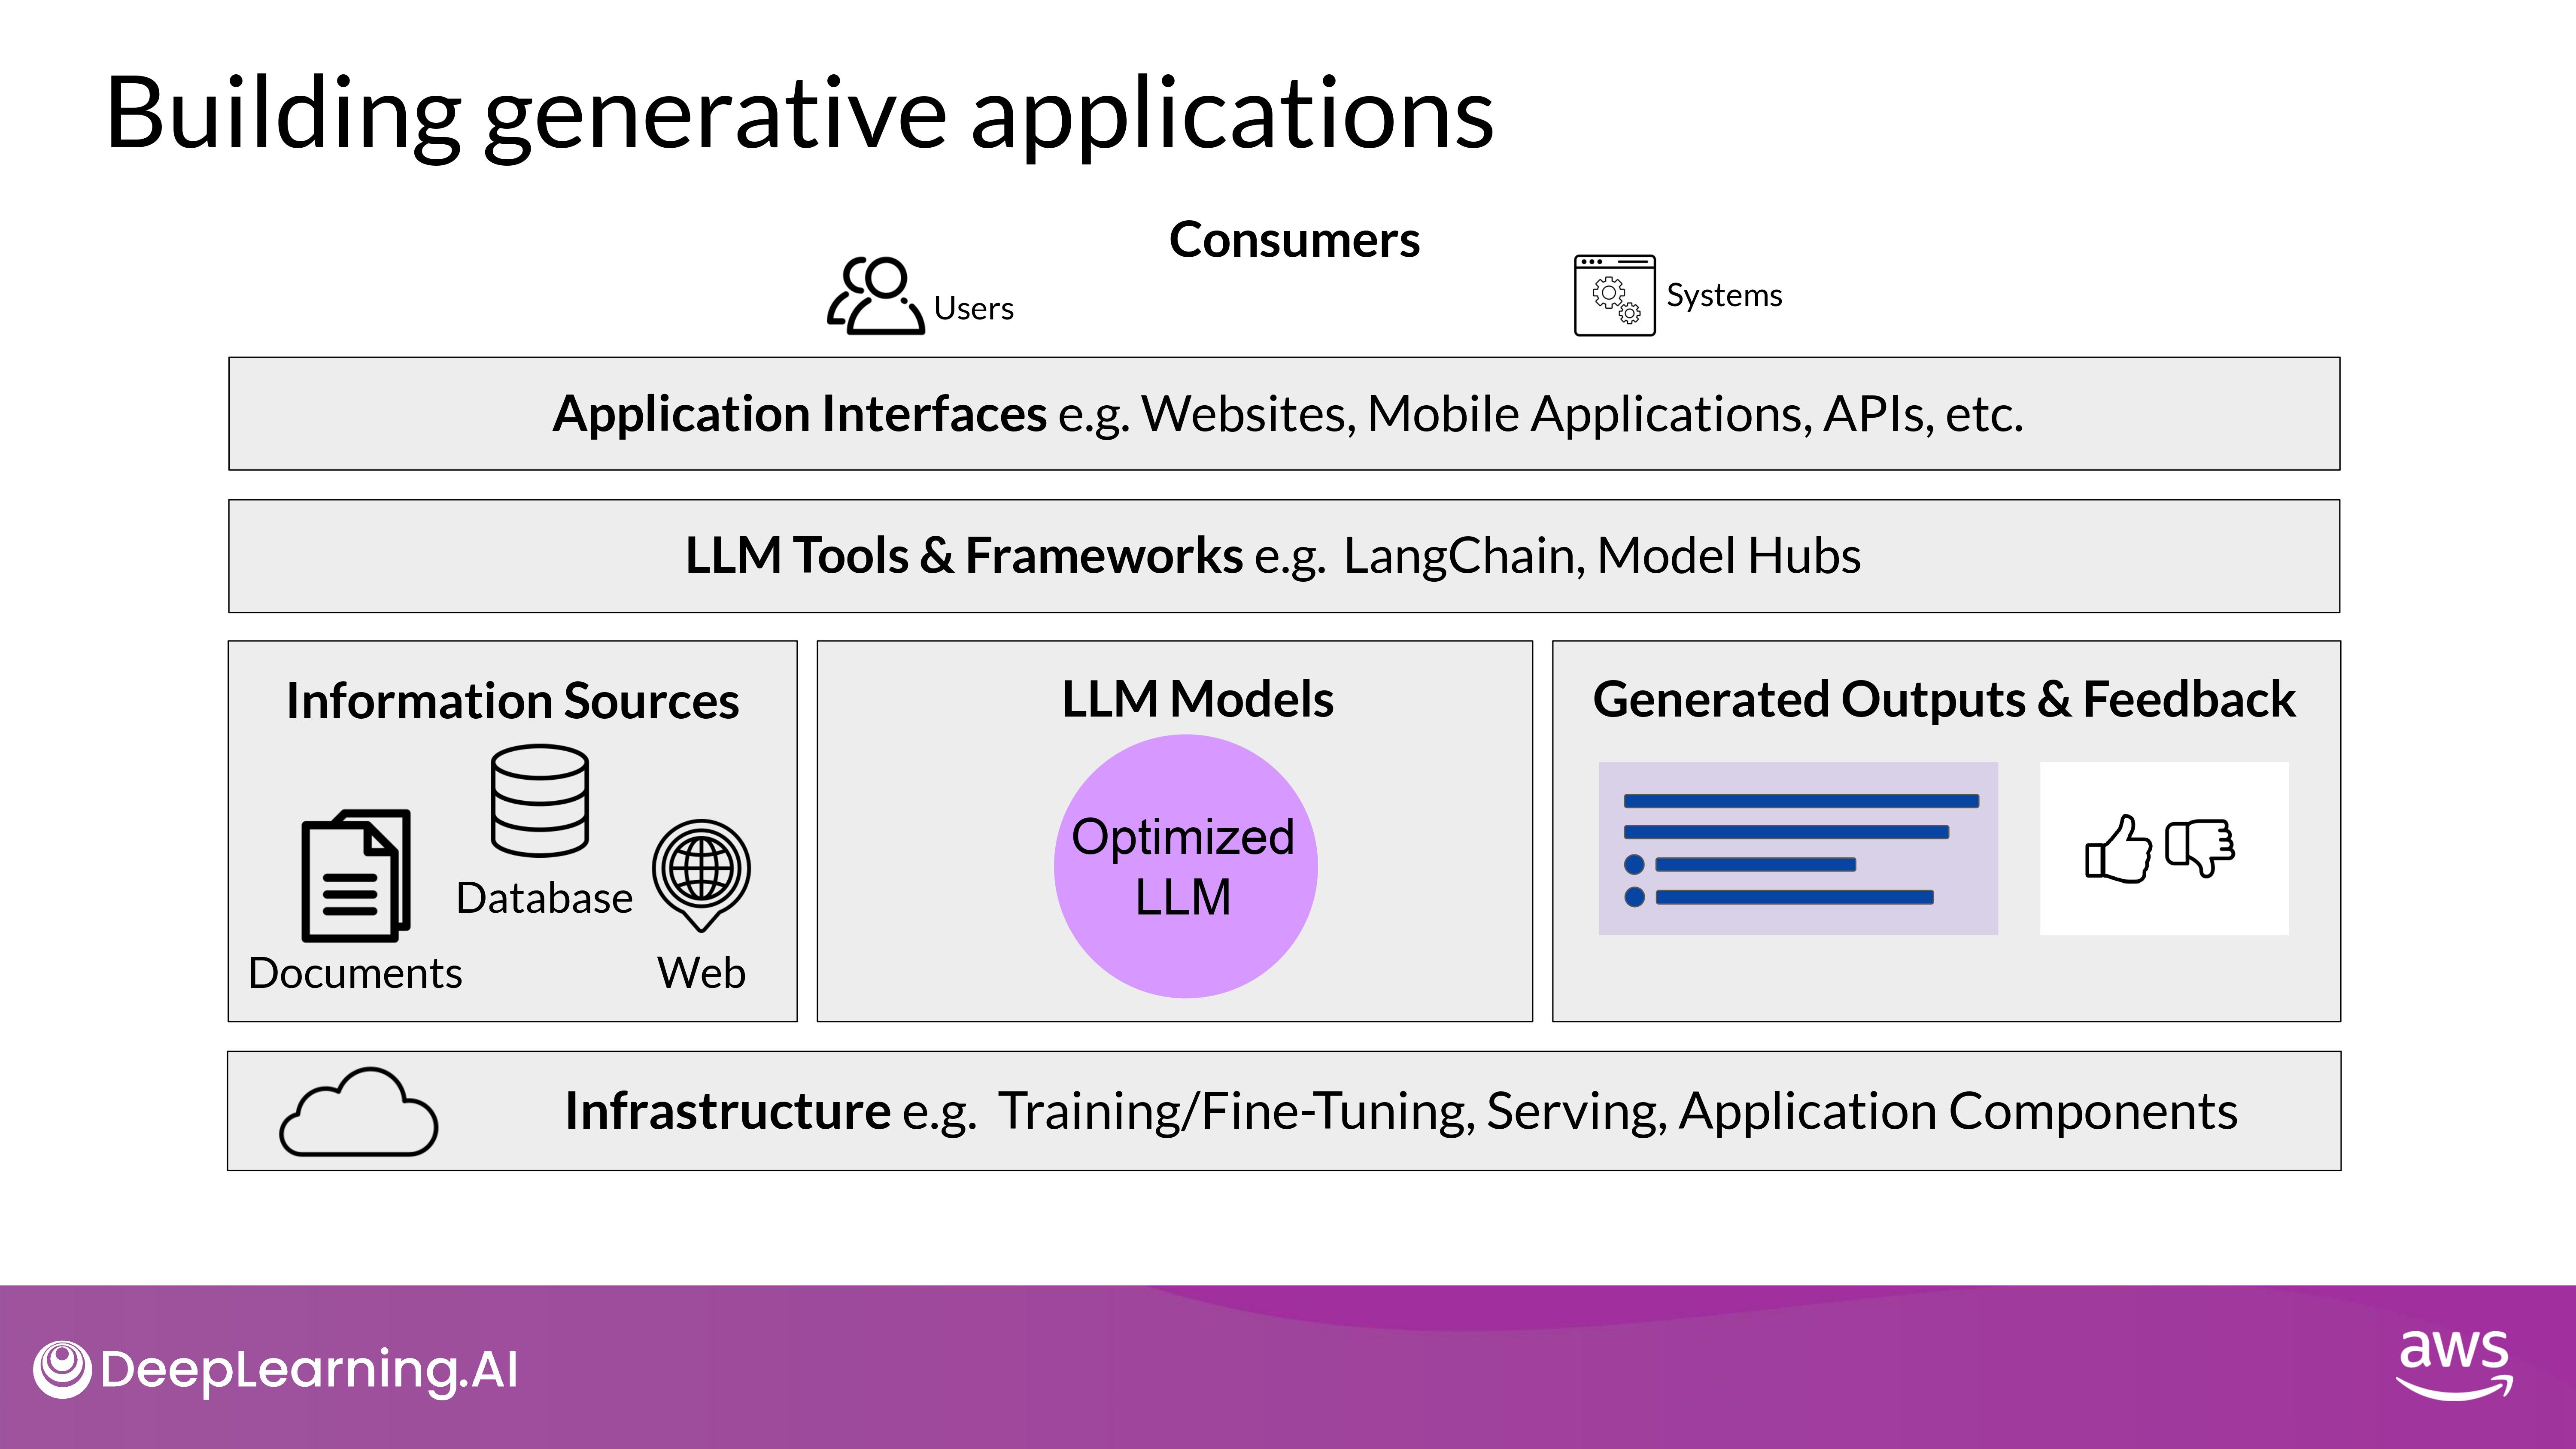 Building generative applications
Consumers
Users
Systems
Application Interfaces e.g. Websites, Mobile Applications, APIs, etc.
LLM Tools & Frameworks e.g. LangChain, Model Hubs
Information Sources
Database
Documents
Web
LLM Models
Optimized
LLM
Generated Outputs & Feedback
Infrastructure e.g. Training/Fine-Tuning, Serving, Application Components
DeepLearning.AI
aws